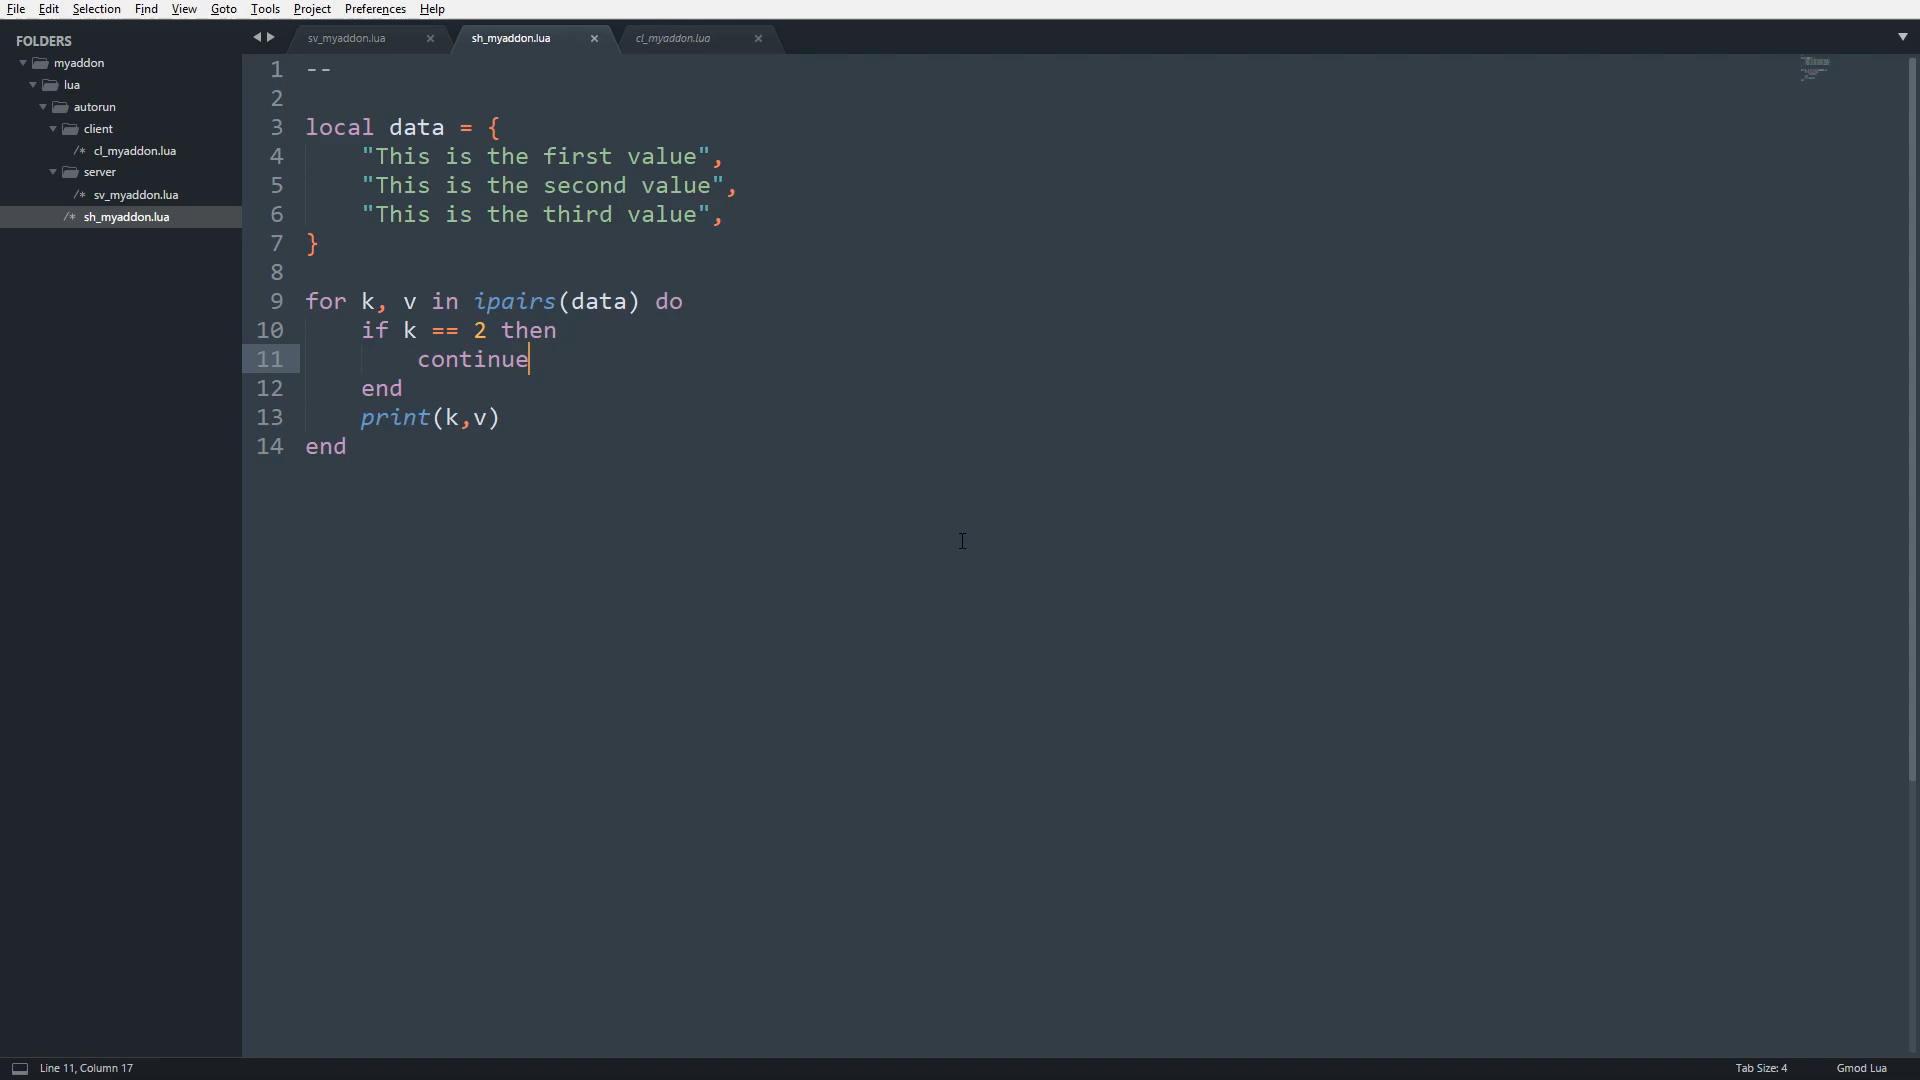 File Edit Selection Find View Goto Tools Project Preferences Help
FOLDERS
myaddon
lua
autorun
client
/* cl_myaddon.lua
server
/* sv_myaddon.lua
/* sh_myaddon.lua
sv_myaddon.lua × sh_myaddon.lua × cl_myaddon.lua ×
1 --
2
3 local data = {
4     "This is the first value",
5     "This is the second value",
6     "This is the third value",
7 }
8
9 for k, v in ipairs(data) do
10     if k == 2 then
11         continue
12     end
13     print(k,v)
14 end
Line 11, Column 17 Tab Size: 4 Gmod Lua